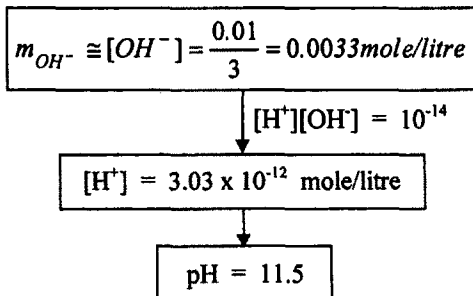 m_{OH⁻} ≅ [OH⁻] = 0.01/3 = 0.0033mole/litre
[H⁺][OH⁻] = 10⁻¹⁴
[H⁺] = 3.03 x 10⁻¹² mole/litre
pH = 11.5